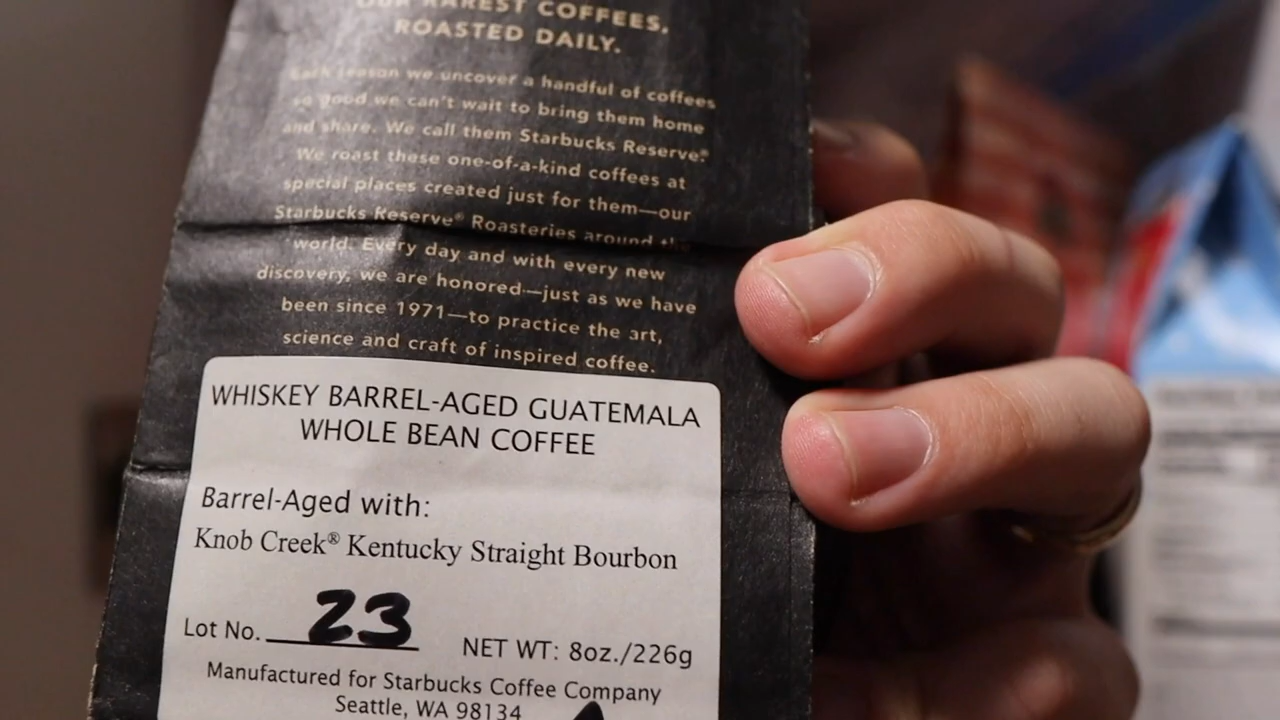 OUR RAREST COFFEES,
ROASTED DAILY.
Each season we uncover a handful of coffees
so good we can't wait to bring them home
and share. We call them Starbucks Reserve®.
We roast these one-of-a-kind coffees at
special places created just for them—our
Starbucks Reserve® Roasteries around the
world. Every day and with every new
discovery, we are honored—just as we have
been since 1971—to practice the art,
science and craft of inspired coffee.
WHISKEY BARREL-AGED GUATEMALA
WHOLE BEAN COFFEE
Barrel-Aged with:
Knob Creek® Kentucky Straight Bourbon
Lot No. 23 NET WT: 8oz./226g
Manufactured for Starbucks Coffee Company
Seattle, WA 98134